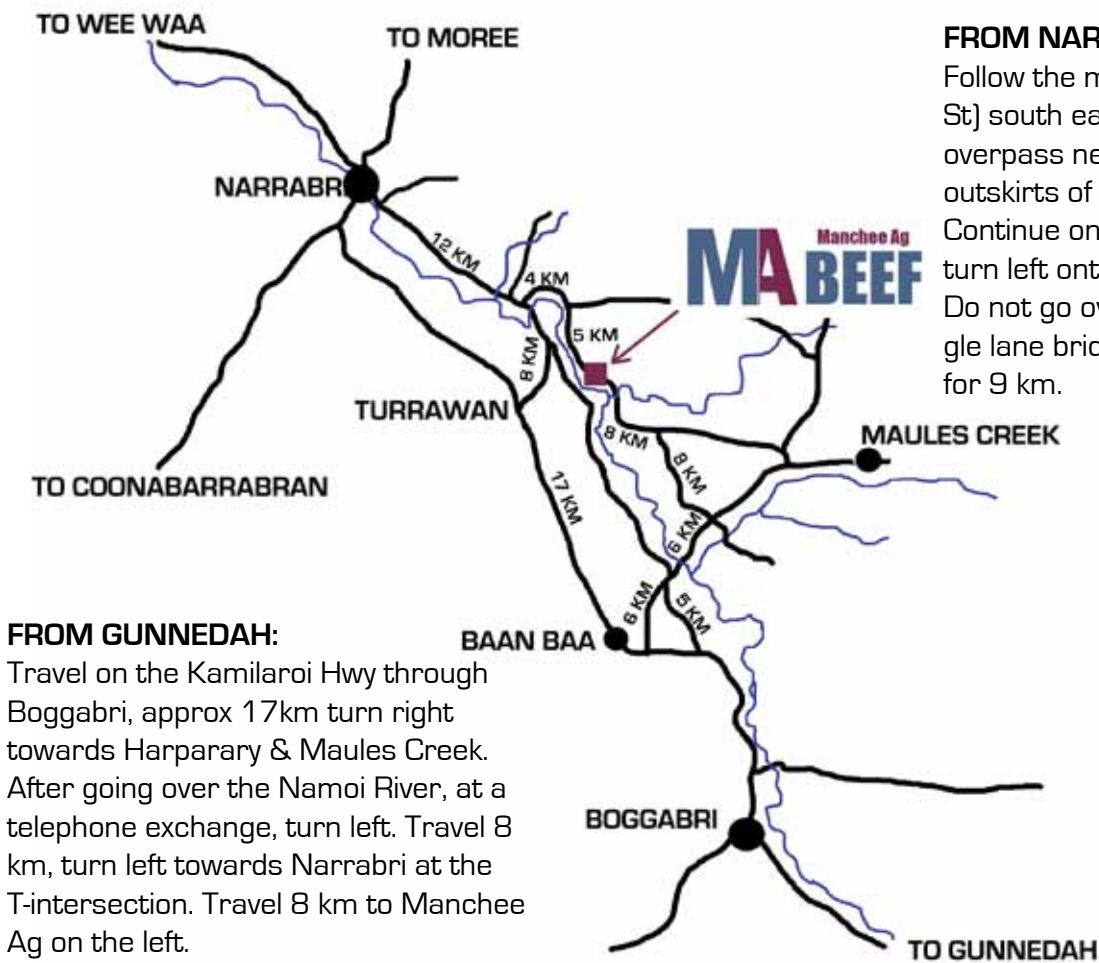 TO WEE WAA
TO MOREE
NARRABRI
12 KM
4 KM
5 KM
Manchee Ag
MA BEEF
8 KM
TURRAWAN
TO COONABARRABRAN
17 KM
8 KM
8 KM
MAULES CREEK
6 KM
6 KM
5 KM
BAAN BAA
BOGGABRI
TO GUNNEDAH
FROM NAR
Follow the m
St) south ea
overpass ne
outskirts of
Continue on
turn left ont
Do not go ov
gle lane brid
for 9 km.
FROM GUNNEDAH:
Travel on the Kamilaroi Hwy through
Boggabri, approx 17km turn right
towards Harparary & Maules Creek.
After going over the Namoi River, at a
telephone exchange, turn left. Travel 8
km, turn left towards Narrabri at the
T-intersection. Travel 8 km to Manchee
Ag on the left.